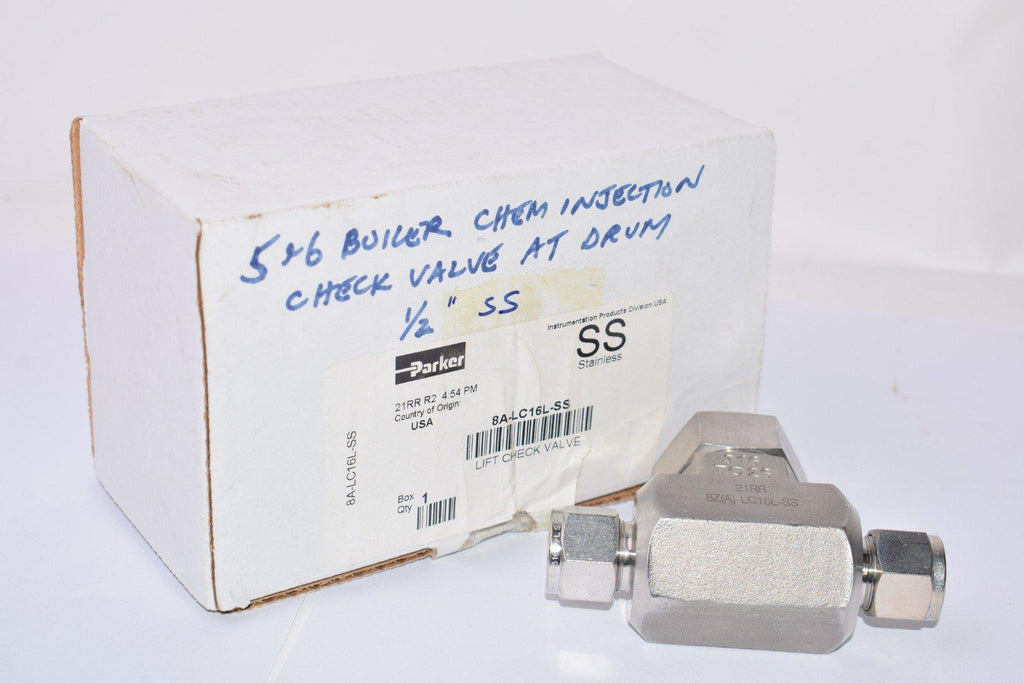 5&6 BOILER CHEM INJECTION
CHECK VALVE AT DRUM
1/2" SS
Parker
Instrumentation Products Division USA
SS
Stainless
21RR R2 4:54 PM
Country of Origin:
USA
8A-LC16L-SS
LIFT CHECK VALVE
8A-LC16L-SS
Box 1
Qty
21RR
8Z(A)-LC16L-SS